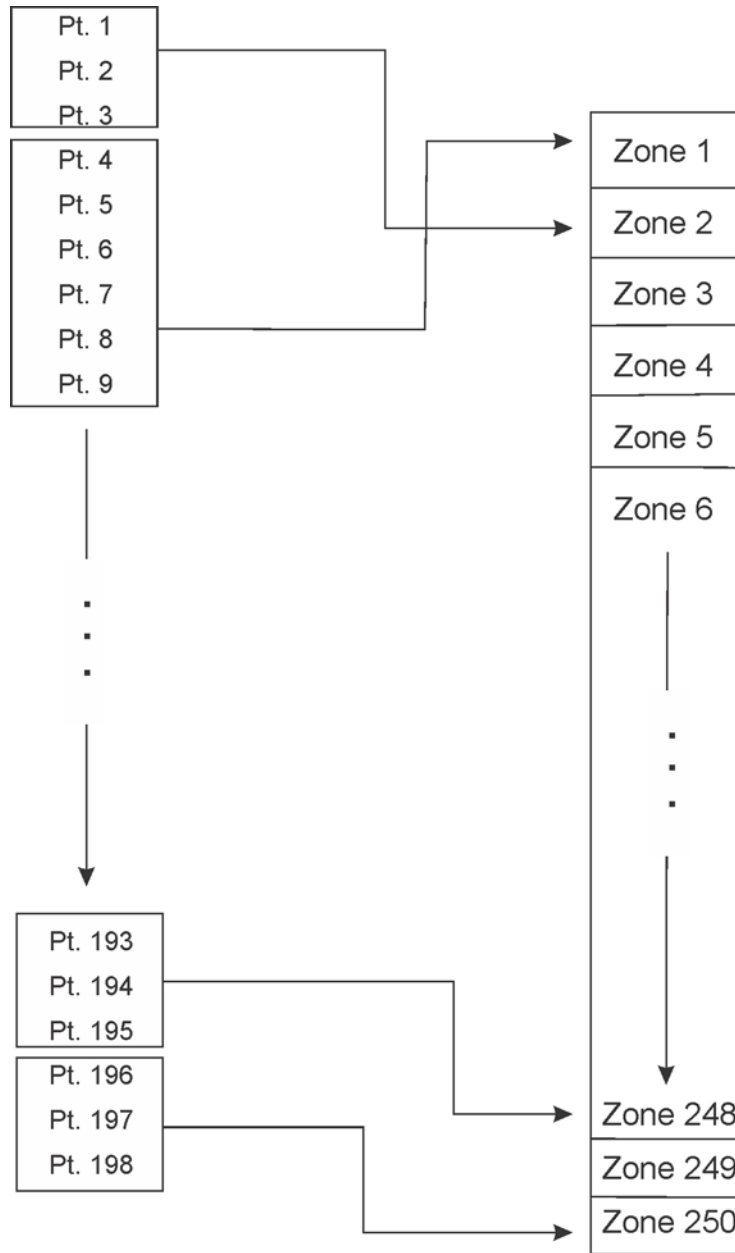 Pt. 1
Pt. 2
Pt. 3
Pt. 4
Pt. 5
Pt. 6
Pt. 7
Pt. 8
Pt. 9
Pt. 193
Pt. 194
Pt. 195
Pt. 196
Pt. 197
Pt. 198
Zone 1
Zone 2
Zone 3
Zone 4
Zone 5
Zone 6
Zone 248
Zone 249
Zone 250